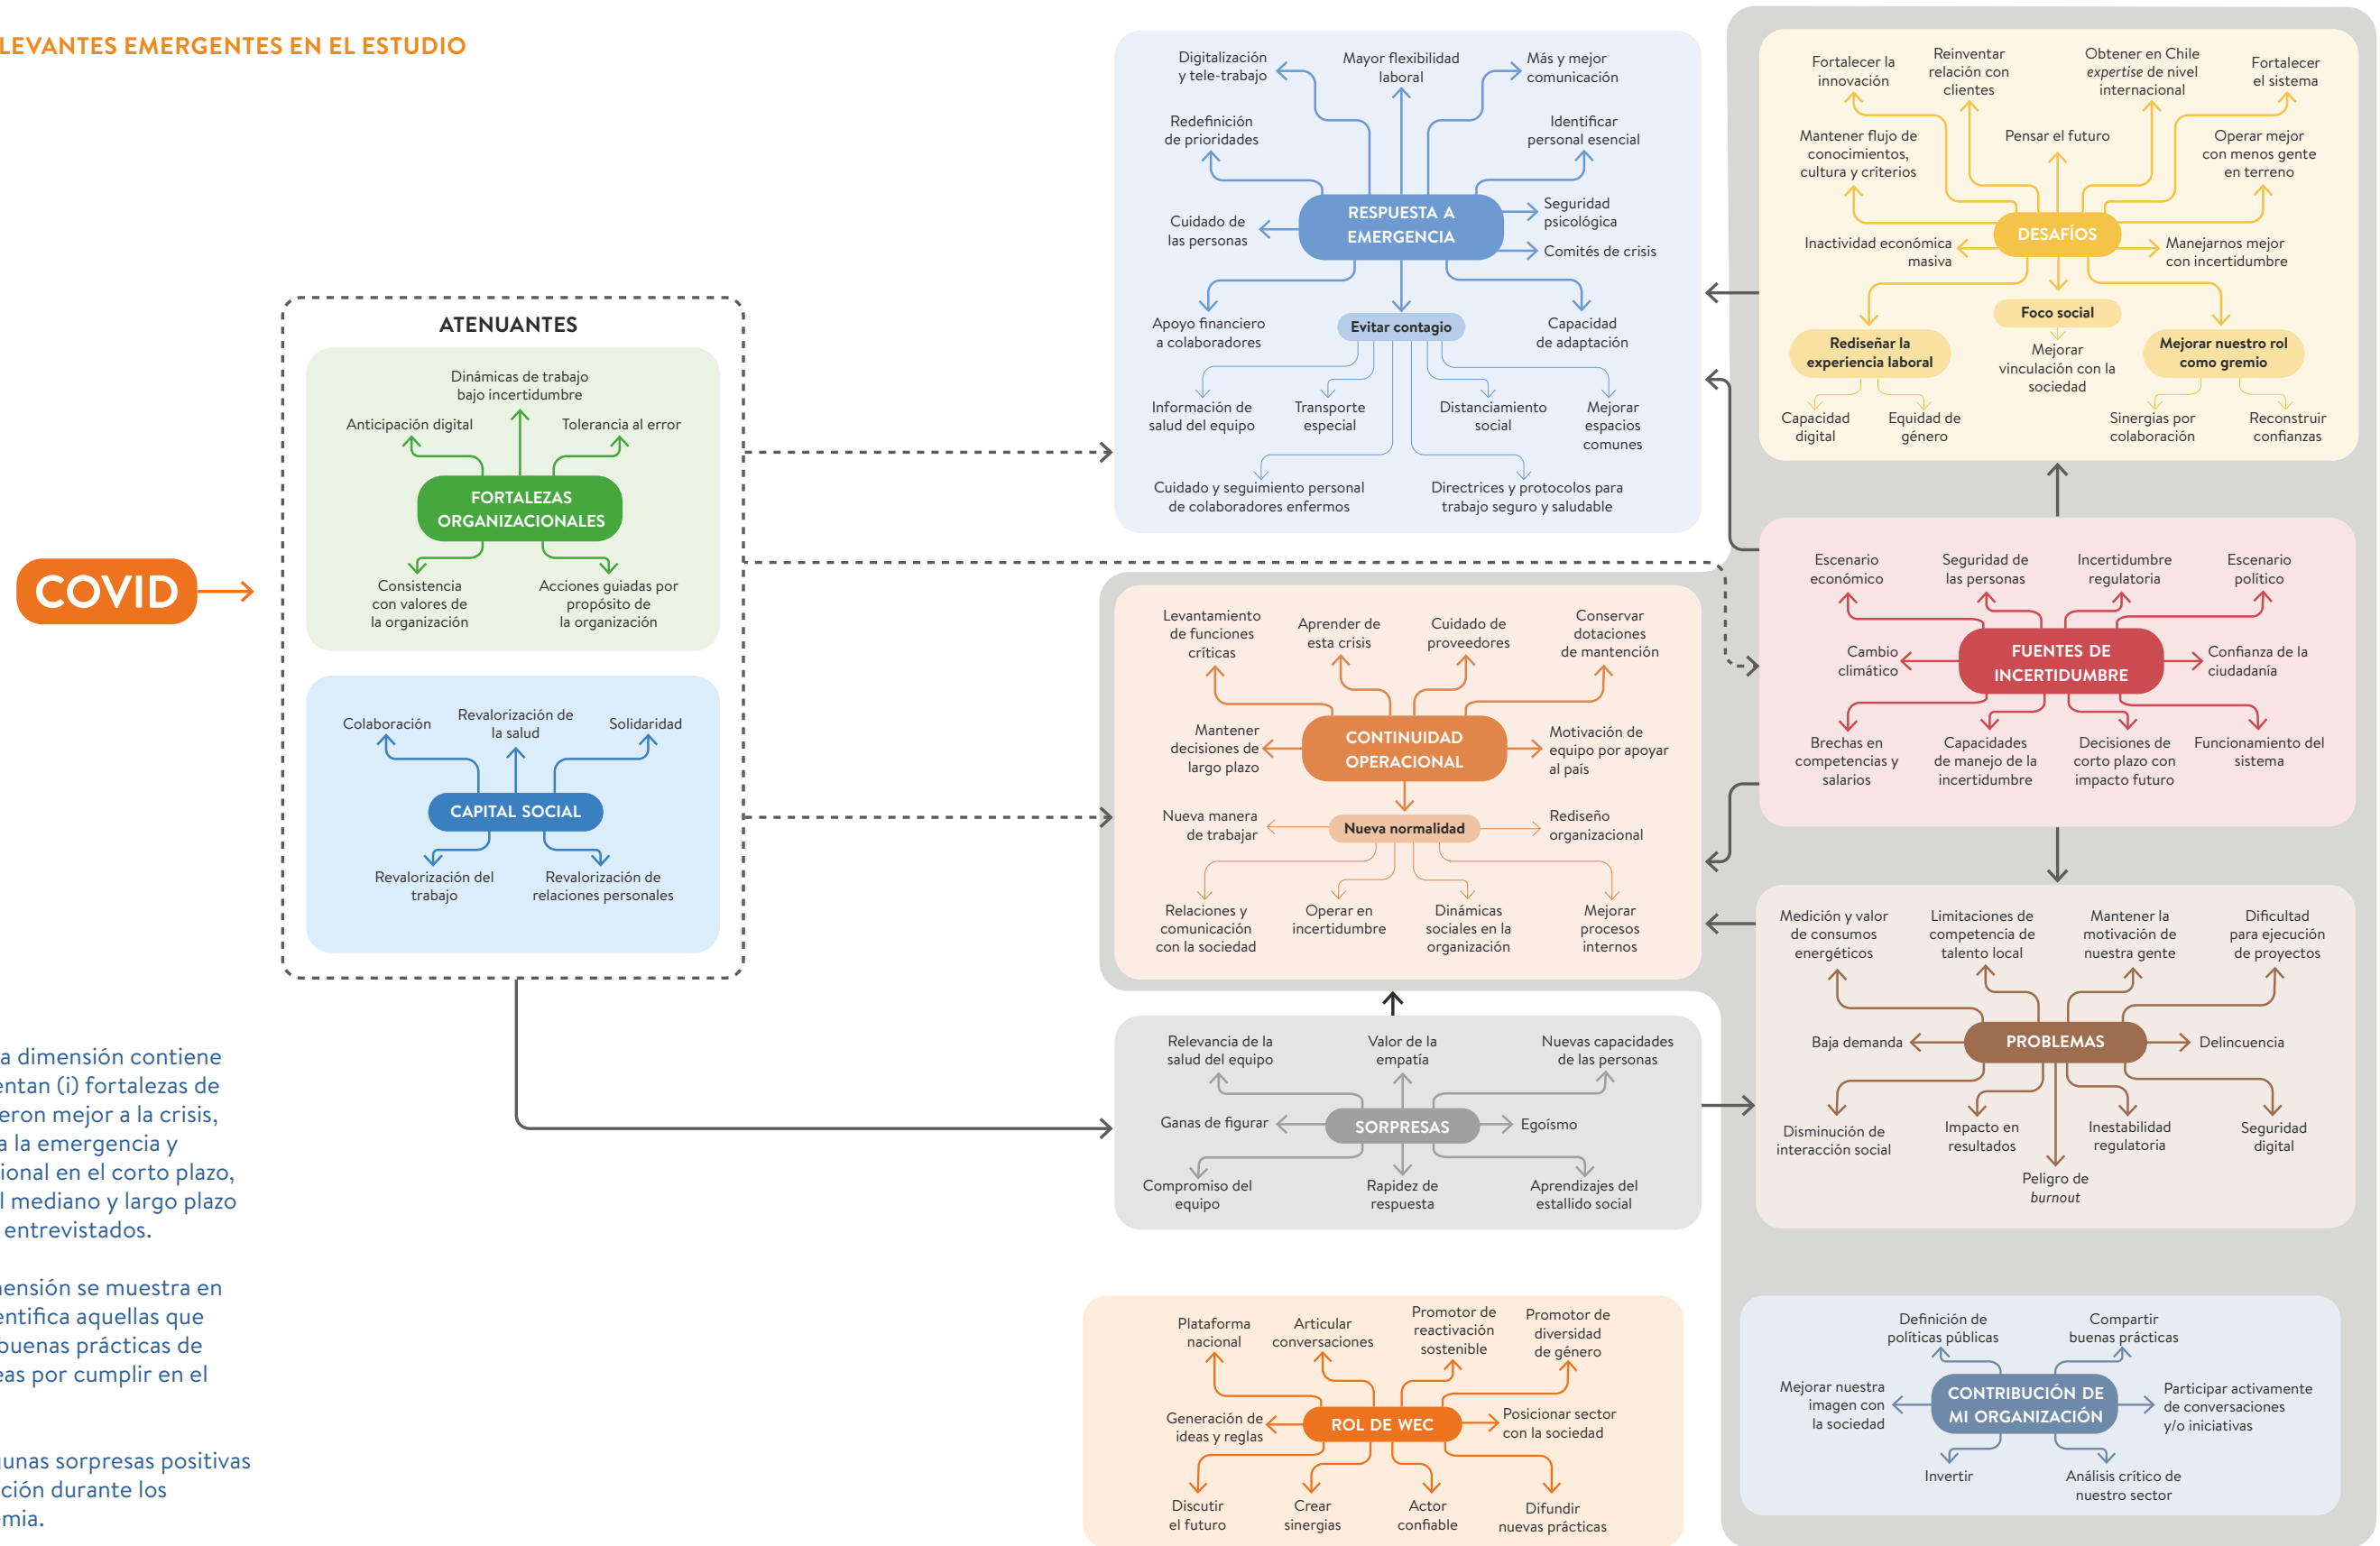 LEVANTES EMERGENTES EN EL ESTUDIO
COVID
ATENUANTES
Dinámicas de trabajo
bajo incertidumbre
Anticipación digital
Tolerancia al error
FORTALEZAS
ORGANIZACIONALES
Consistencia
con valores de
la organización
Acciones guiadas por
propósito de
la organización
Colaboración
Revalorización de
la salud
Solidaridad
CAPITAL SOCIAL
Revalorización del
trabajo
Revalorización de
relaciones personales
a dimensión contiene
entan (i) fortalezas de
eron mejor a la crisis,
a la emergencia y
ional en el corto plazo,
l mediano y largo plazo
entrevistados.
nensión se muestra en
entifica aquellas que
buenas prácticas de
eas por cumplir en el
gunas sorpresas positivas
ción durante los
emia.
Digitalización
y tele-trabajo
Mayor flexibilidad
laboral
Más y mejor
comunicación
Redefinición
de prioridades
Identificar
personal esencial
RESPUESTA A
EMERGENCIA
Cuidado de
las personas
Seguridad
psicológica
Comités de crisis
Apoyo financiero
a colaboradores
Evitar contagio
Capacidad
de adaptación
Información de
salud del equipo
Transporte
especial
Distanciamiento
social
Mejorar
espacios
comunes
Cuidado y seguimiento personal
de colaboradores enfermos
Directrices y protocolos para
trabajo seguro y saludable
Levantamiento
de funciones
críticas
Aprender de
esta crisis
Cuidado de
proveedores
Conservar
dotaciones
de mantención
Mantener
decisiones de
largo plazo
CONTINUIDAD
OPERACIONAL
Motivación de
equipo por apoyar
al país
Nueva manera
de trabajar
Nueva normalidad
Rediseño
organizacional
Relaciones y
comunicación
con la sociedad
Operar en
incertidumbre
Dinámicas
sociales en la
organización
Mejorar
procesos
internos
Relevancia de la
salud del equipo
Valor de la
empatía
Nuevas capacidades
de las personas
Ganas de figurar
SORPRESAS
Egoísmo
Compromiso del
equipo
Rapidez de
respuesta
Aprendizajes del
estallido social
Plataforma
nacional
Articular
conversaciones
Promotor de
reactivación
sostenible
Promotor de
diversidad
de género
Generación de
ideas y reglas
ROL DE WEC
Posicionar sector
con la sociedad
Discutir
el futuro
Crear
sinergias
Actor
confiable
Difundir
nuevas prácticas
Fortalecer la
innovación
Reinventar
relación con
clientes
Obtener en Chile
expertise de nivel
internacional
Fortalecer
el sistema
Mantener flujo de
conocimientos,
cultura y criterios
Pensar el futuro
Operar mejor
con menos gente
en terreno
DESAFÍOS
Inactividad económica
masiva
Manejarnos mejor
con incertidumbre
Foco social
Rediseñar la
experiencia laboral
Mejorar
vinculación con la
sociedad
Mejorar nuestro rol
como gremio
Capacidad
digital
Equidad de
género
Sinergias por
colaboración
Reconstruir
confianzas
Escenario
económico
Seguridad de
las personas
Incertidumbre
regulatoria
Escenario
político
Cambio
climático
FUENTES DE
INCERTIDUMBRE
Confianza de la
ciudadanía
Brechas en
competencias y
salarios
Capacidades
de manejo de la
incertidumbre
Decisiones de
corto plazo con
impacto futuro
Funcionamiento del
sistema
Medición y valor
de consumos
energéticos
Limitaciones de
competencia de
talento local
Mantener la
motivación de
nuestra gente
Dificultad
para ejecución
de proyectos
Baja demanda
PROBLEMAS
Delincuencia
Disminución de
interacción social
Impacto en
resultados
Inestabilidad
regulatoria
Seguridad
digital
Peligro de
burnout
Definición de
políticas públicas
Compartir
buenas prácticas
Mejorar nuestra
imagen con
la sociedad
CONTRIBUCIÓN DE
MI ORGANIZACIÓN
Participar activamente
de conversaciones
y/o iniciativas
Invertir
Análisis crítico de
nuestro sector